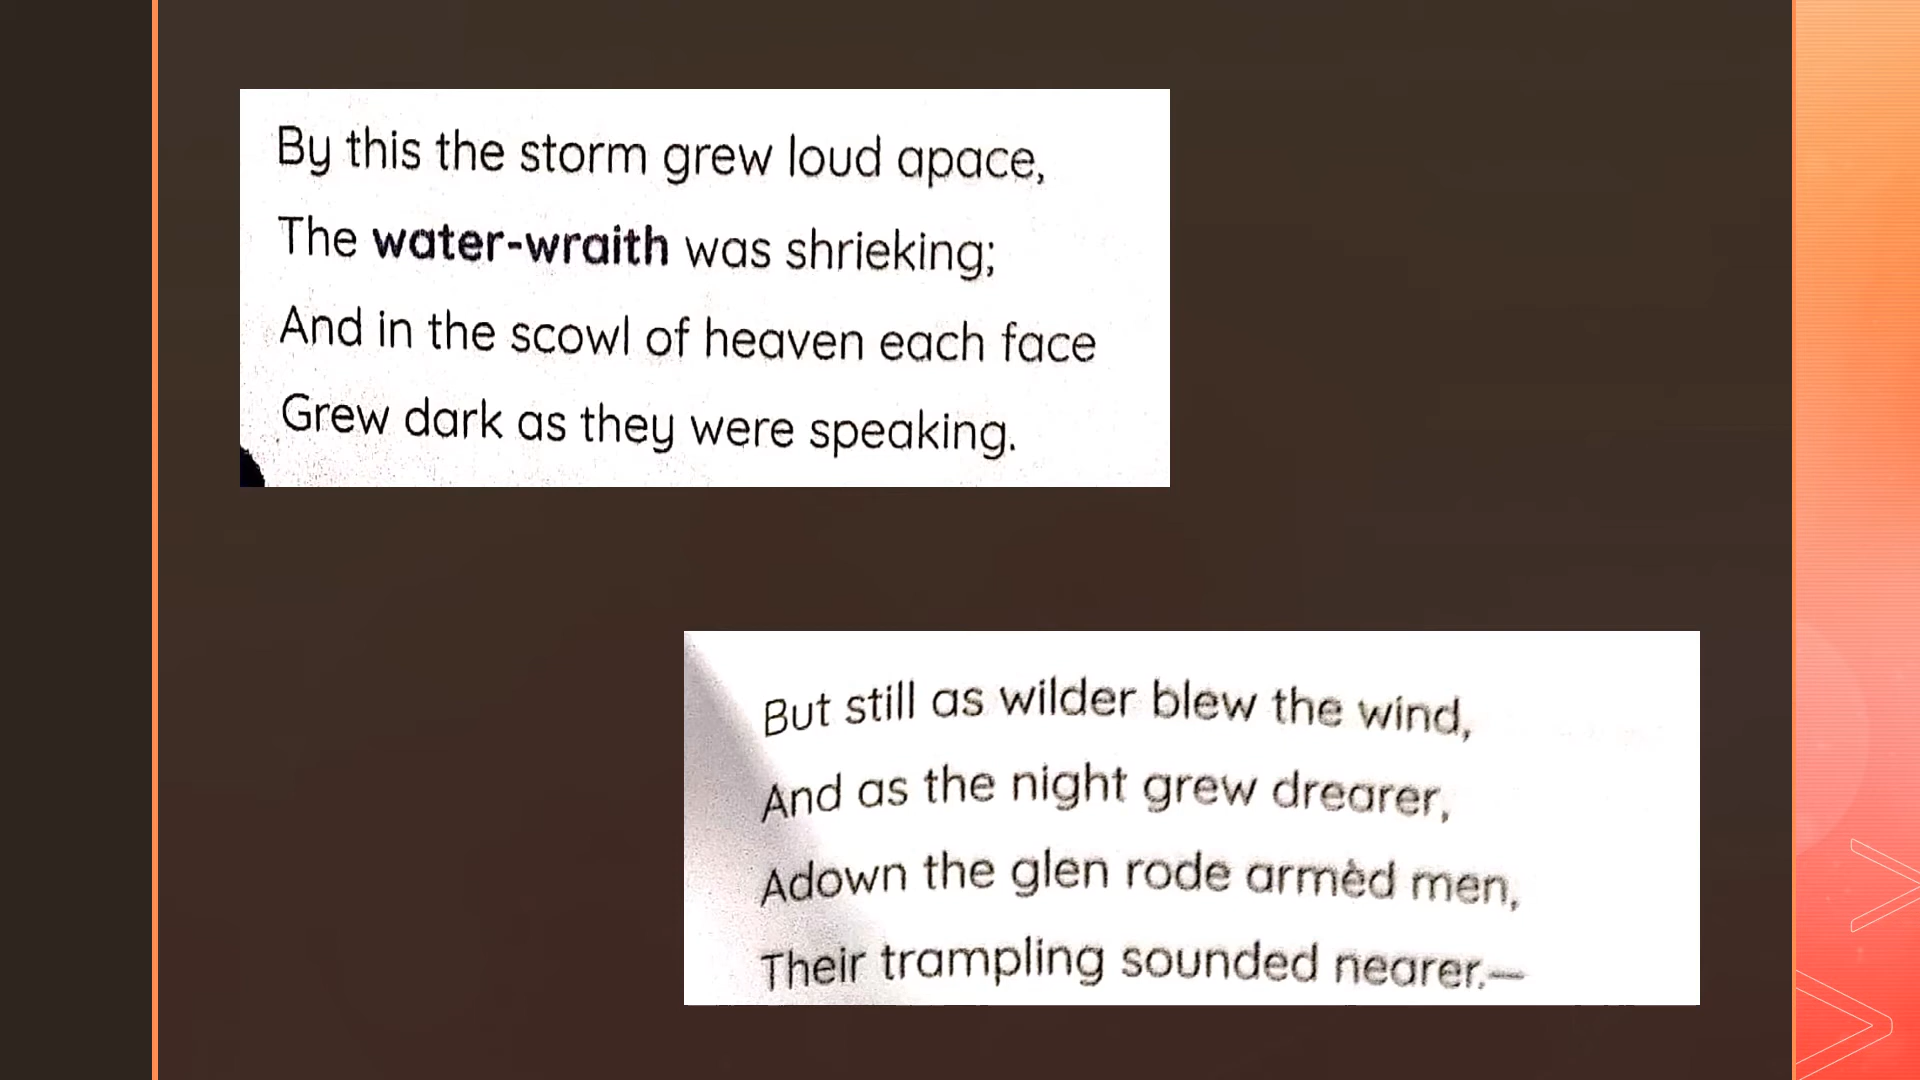 By this the storm grew loud apace,
The water-wraith was shrieking;
And in the scowl of heaven each face
Grew dark as they were speaking.
But still as wilder blew the wind,
And as the night grew drearer,
Adown the glen rode armèd men,
Their trampling sounded nearer.—